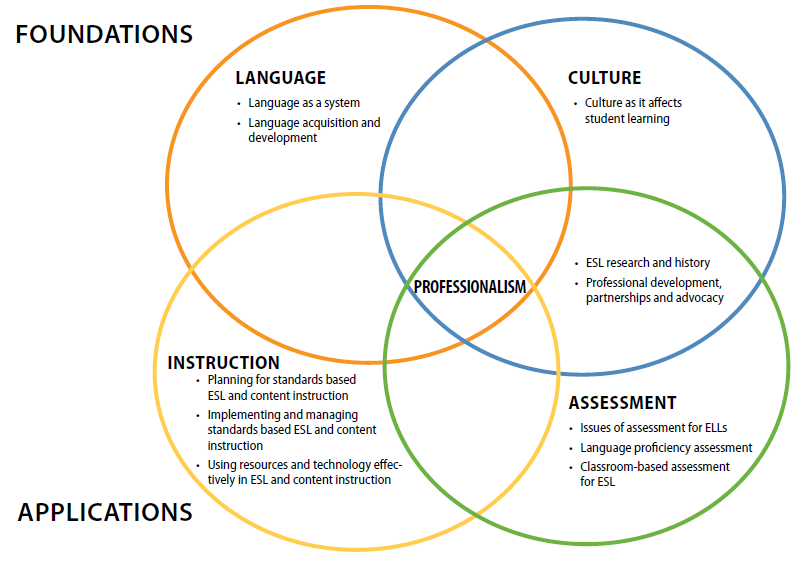 FOUNDATIONS
LANGUAGE
• Language as a system
• Language acquisition and
development
CULTURE
• Culture as it affects
student learning
PROFESSIONALISM
• ESL research and history
• Professional development,
partnerships and advocacy
INSTRUCTION
• Planning for standards based
ESL and content instruction
• Implementing and managing
standards based ESL and content
instruction
• Using resources and technology effec-
tively in ESL and content instruction
ASSESSMENT
• Issues of assessment for ELLs
• Language proficiency assessment
• Classroom-based assessment
for ESL
APPLICATIONS